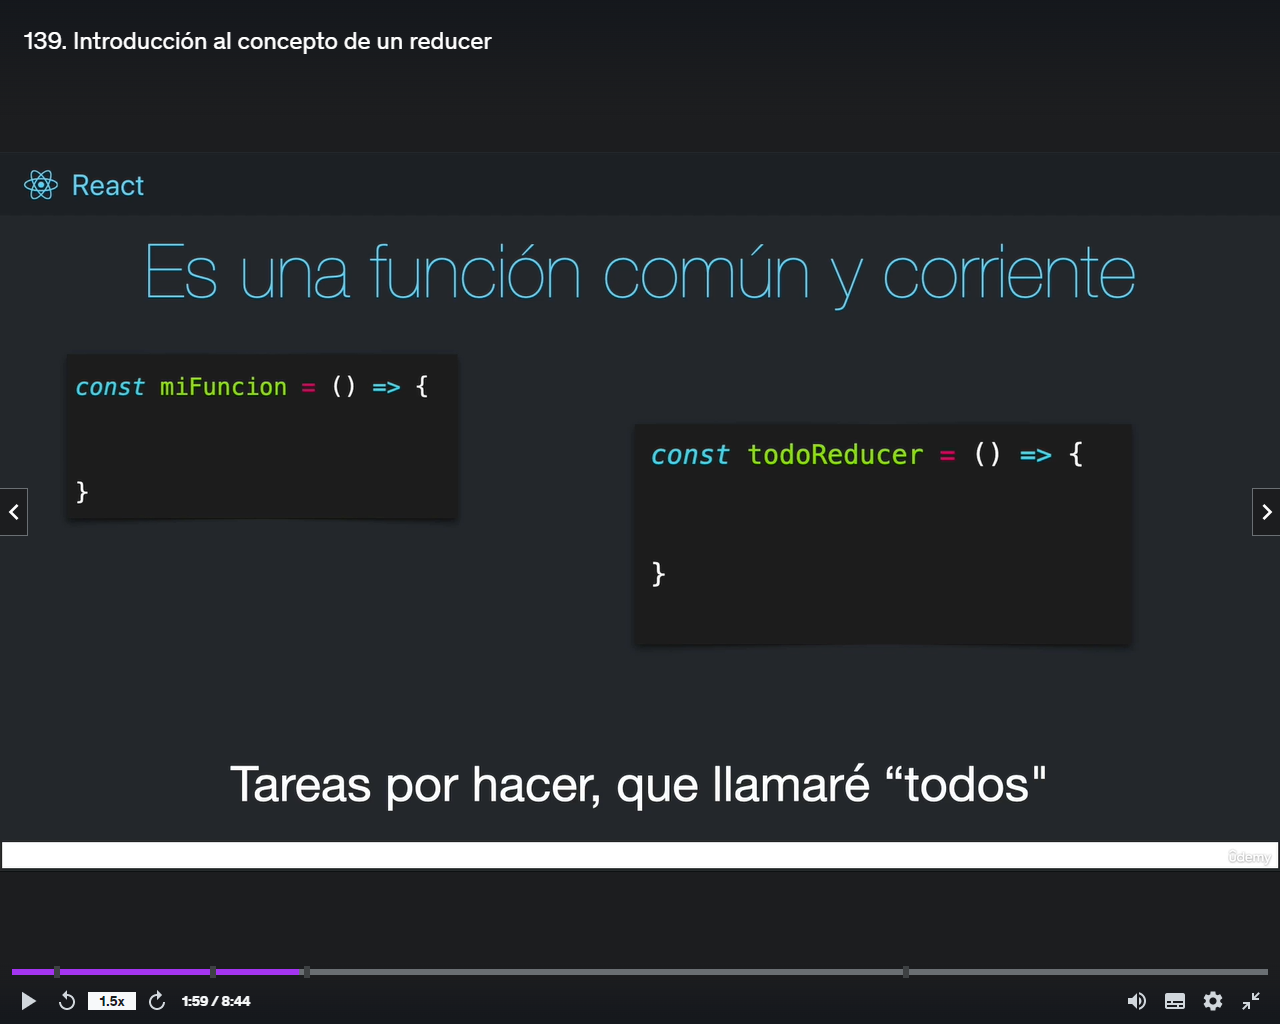 139. Introducción al concepto de un reducer
React
Es una función común y corriente
const miFuncion = () => {
}
const todoReducer = () => {
}
Tareas por hacer, que llamaré “todos"
ûdemy
1.5x
1:59 / 8:44